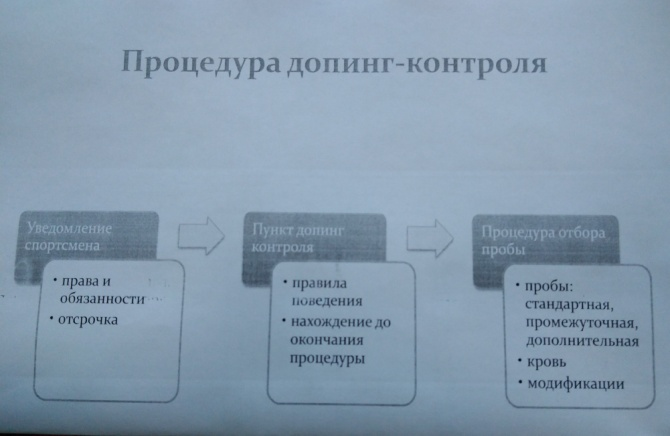 Процедура допинг-контроля
Уведомление
спортсмена
• права и
обязанности
• отсрочка
Пункт допинг
контроля
• правила
поведения
• нахождение до
окончания
процедуры
Процедура отбора
пробы
• пробы:
стандартная,
промежуточная,
дополнительная
• кровь
• модификации